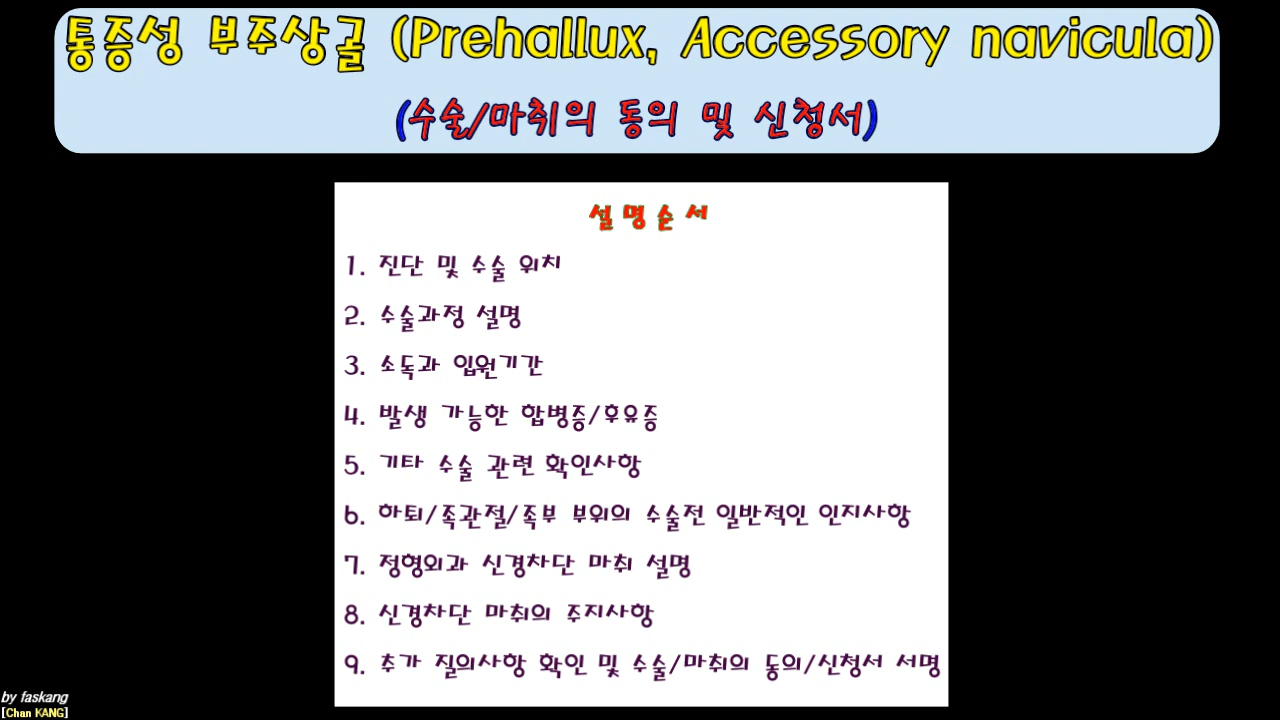 통증성 부주상골 (Prehallux, Accessory navicula)
(수술/마취의 동의 및 신청서)
설명순서
1. 진단 및 수술 위치
2. 수술과정 설명
3. 소독과 입원기간
4. 발생 가능한 합병증/후유증
5. 기타 수술 관련 확인사항
6. 하퇴/족관절/족부 부위의 수술전 일반적인 인지사항
7. 정형외과 신경차단 마취 설명
8. 신경차단 마취의 주지사항
9. 추가 질의사항 확인 및 수술/마취의 동의/신청서 서명
by faskang
[Chan KANG]